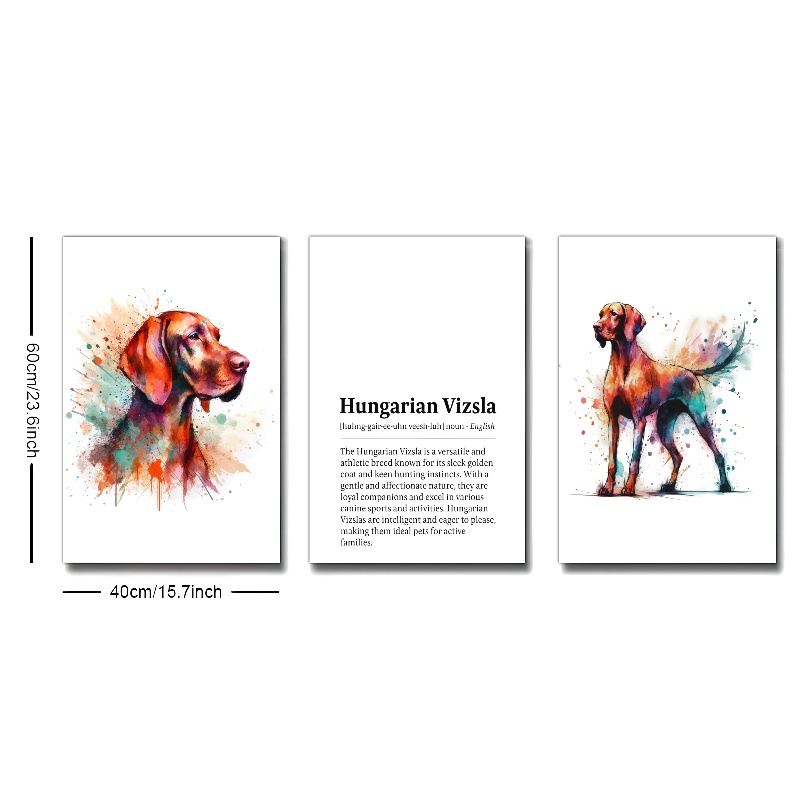 60cm/23.6inch
Hungarian Vizsla
[huhng-gair-ee-uhn veesh-luh] noun - English
The Hungarian Vizsla is a versatile and
athletic breed known for its sleek golden
coat and keen hunting instincts. With a
gentle and affectionate nature, they are
loyal companions and excel in various
canine sports and activities. Hungarian
Vizslas are intelligent and eager to please,
making them ideal pets for active
families.
40cm/15.7inch